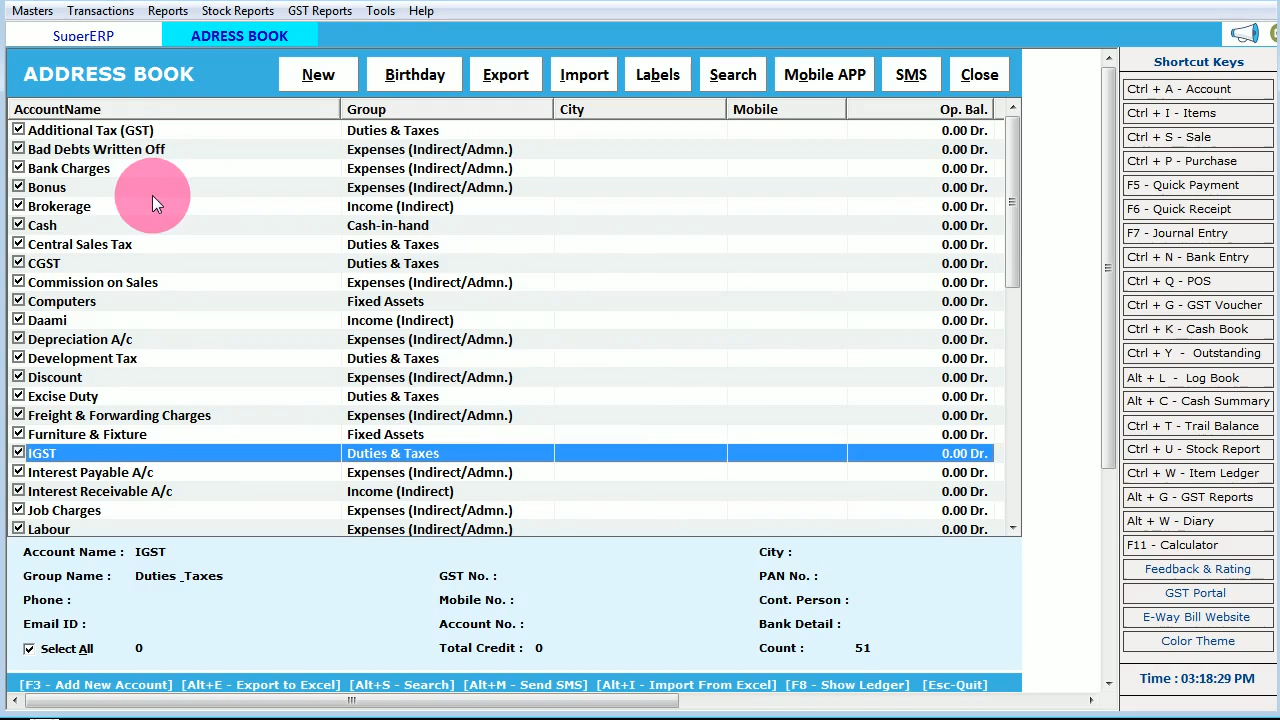 Masters Transactions Reports Stock Reports GST Reports Tools Help
SuperERP ADRESS BOOK
ADDRESS BOOK New Birthday Export Import Labels Search Mobile APP SMS Close
AccountName Group City Mobile Op. Bal.
Additional Tax (GST) Duties & Taxes 0.00 Dr.
Bad Debts Written Off Expenses (Indirect/Admn.) 0.00 Dr.
Bank Charges Expenses (Indirect/Admn.) 0.00 Dr.
Bonus Expenses (Indirect/Admn.) 0.00 Dr.
Brokerage Income (Indirect) 0.00 Dr.
Cash Cash-in-hand 0.00 Dr.
Central Sales Tax Duties & Taxes 0.00 Dr.
CGST Duties & Taxes 0.00 Dr.
Commission on Sales Expenses (Indirect/Admn.) 0.00 Dr.
Computers Fixed Assets 0.00 Dr.
Daami Income (Indirect) 0.00 Dr.
Depreciation A/c Expenses (Indirect/Admn.) 0.00 Dr.
Development Tax Duties & Taxes 0.00 Dr.
Discount Expenses (Indirect/Admn.) 0.00 Dr.
Excise Duty Duties & Taxes 0.00 Dr.
Freight & Forwarding Charges Expenses (Indirect/Admn.) 0.00 Dr.
Furniture & Fixture Fixed Assets 0.00 Dr.
IGST Duties & Taxes 0.00 Dr.
Interest Payable A/c Expenses (Indirect/Admn.) 0.00 Dr.
Interest Receivable A/c Income (Indirect) 0.00 Dr.
Job Charges Expenses (Indirect/Admn.) 0.00 Dr.
Labour Expenses (Indirect/Admn.) 0.00 Dr.
Account Name : IGST City :
Group Name : Duties _Taxes GST No. : PAN No. :
Phone : Mobile No. : Cont. Person :
Email ID : Account No. : Bank Detail :
Select All 0 Total Credit : 0 Count : 51
[F3 - Add New Account] [Alt+E - Export to Excel] [Alt+S - Search] [Alt+M - Send SMS] [Alt+I - Import From Excel] [F8 - Show Ledger] [Esc-Quit]
Shortcut Keys
Ctrl + A - Account
Ctrl + I - Items
Ctrl + S - Sale
Ctrl + P - Purchase
F5 - Quick Payment
F6 - Quick Receipt
F7 - Journal Entry
Ctrl + N - Bank Entry
Ctrl + Q - POS
Ctrl + G - GST Voucher
Ctrl + K - Cash Book
Ctrl + Y - Outstanding
Alt + L - Log Book
Alt + C - Cash Summary
Ctrl + T - Trail Balance
Ctrl + U - Stock Report
Ctrl + W - Item Ledger
Alt + G - GST Reports
Alt + W - Diary
F11 - Calculator
Feedback & Rating
GST Portal
E-Way Bill Website
Color Theme
Time : 03:18:29 PM